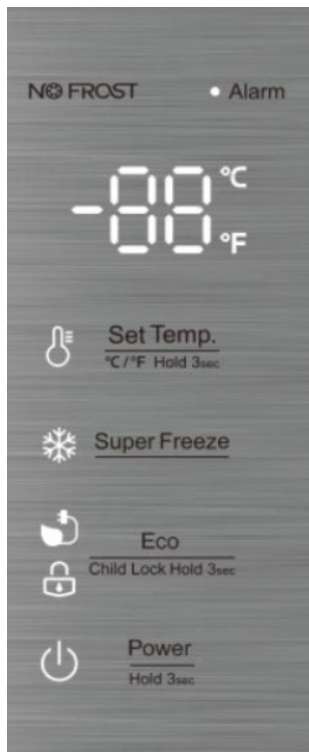 NO FROST
Alarm
-88 °C
°F
Set Temp.
°C/°F Hold 3sec
Super Freeze
Eco
Child Lock Hold 3sec
Power
Hold 3sec